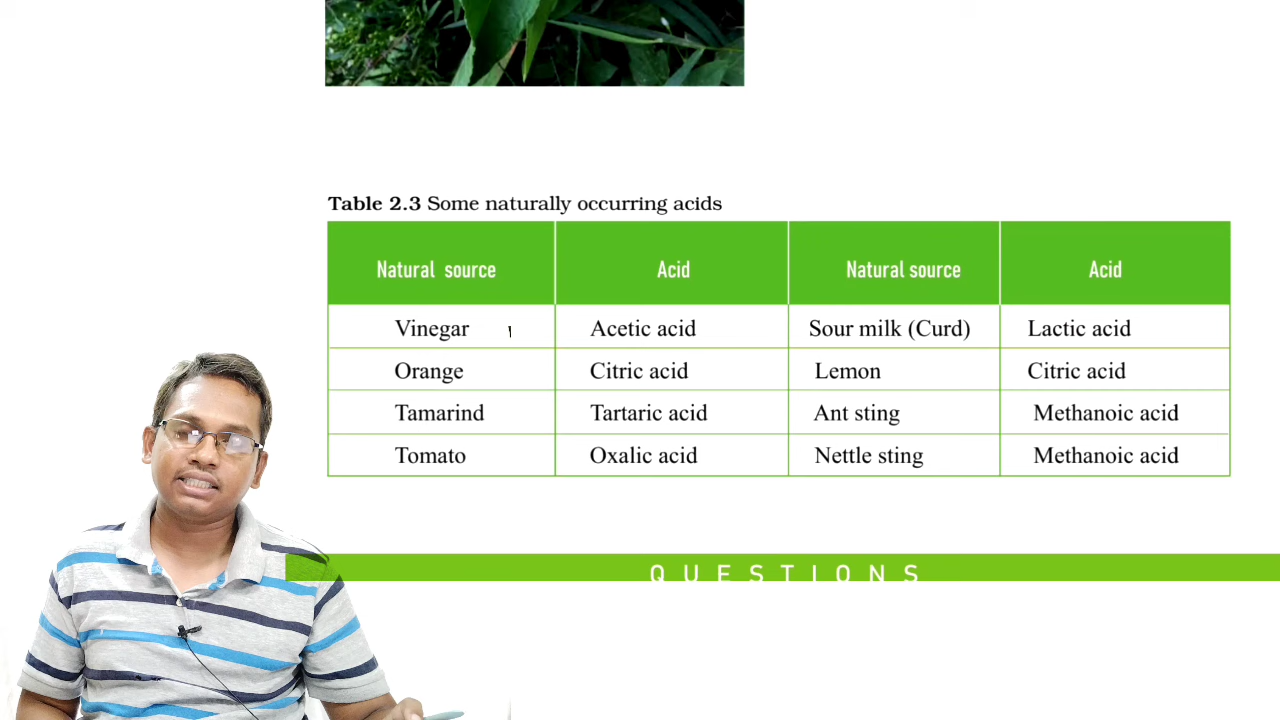 Table 2.3 Some naturally occurring acids
Natural source Acid Natural source Acid
Vinegar Acetic acid Sour milk (Curd) Lactic acid
Orange Citric acid Lemon Citric acid
Tamarind Tartaric acid Ant sting Methanoic acid
Tomato Oxalic acid Nettle sting Methanoic acid
QUESTIONS